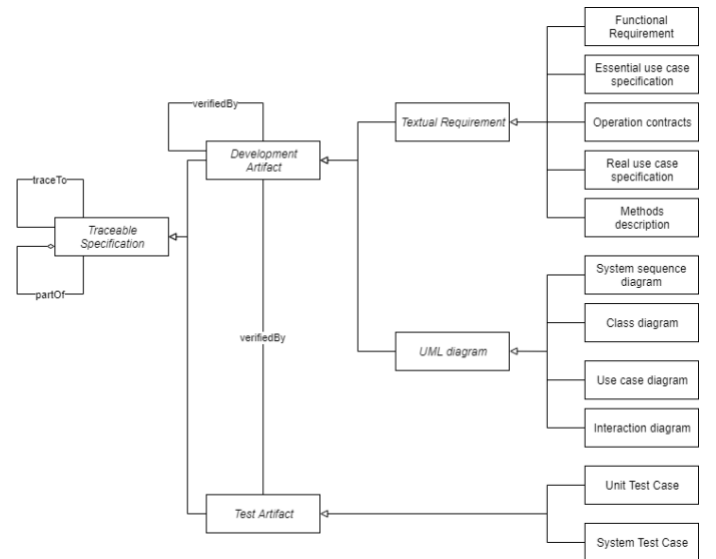 Functional
Requirement
Essential use case
specification
verifiedBy
Textual Requirement
Operation contracts
Development
Artifact
Real use case
specification
traceTo
Traceable
Specification
Methods
description
partOf
System sequence
diagram
Class diagram
verifiedBy
UML diagram
Use case diagram
Interaction diagram
Unit Test Case
Test Artifact
System Test Case